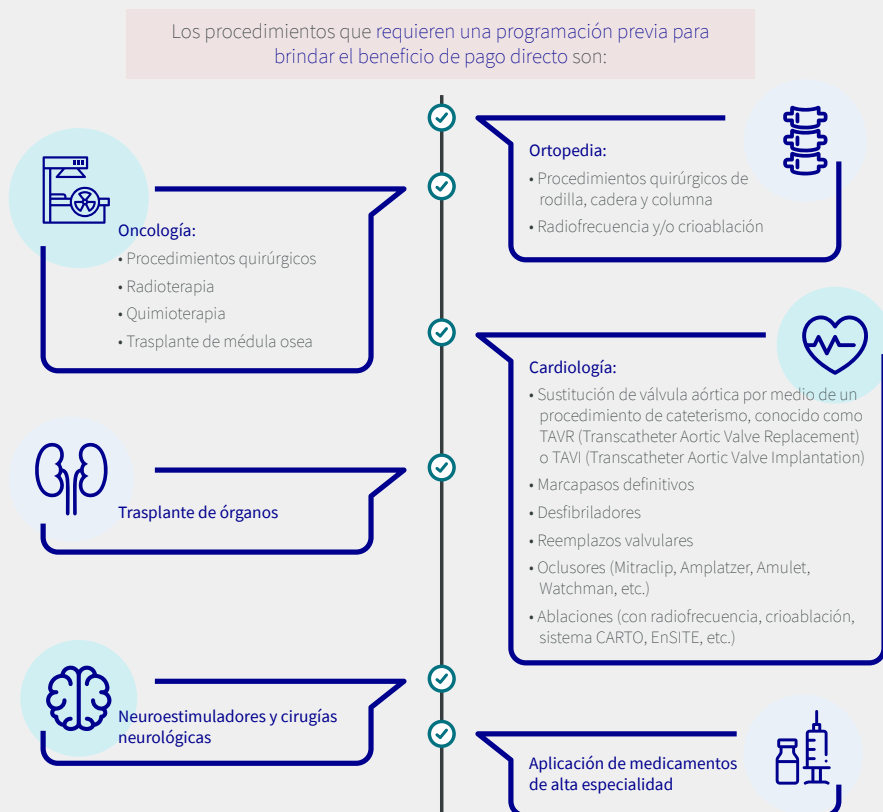 Los procedimientos que requieren una programación previa para
brindar el beneficio de pago directo son:
Ortopedia:
• Procedimientos quirúrgicos de
rodilla, cadera y columna
• Radiofrecuencia y/o crioablación
Oncología:
• Procedimientos quirúrgicos
• Radioterapia
• Quimioterapia
• Trasplante de médula osea
Cardiología:
• Sustitución de válvula aórtica por medio de un
procedimiento de cateterismo, conocido como
TAVR (Transcatheter Aortic Valve Replacement)
o TAVI (Transcatheter Aortic Valve Implantation)
• Marcapasos definitivos
• Desfibriladores
• Reemplazos valvulares
• Oclusores (Mitraclip, Amplatzer, Amulet,
Watchman, etc.)
• Ablaciones (con radiofrecuencia, crioablación,
sistema CARTO, EnSITE, etc.)
Trasplante de órganos
Neuroestimuladores y cirugías
neurológicas
Aplicación de medicamentos
de alta especialidad